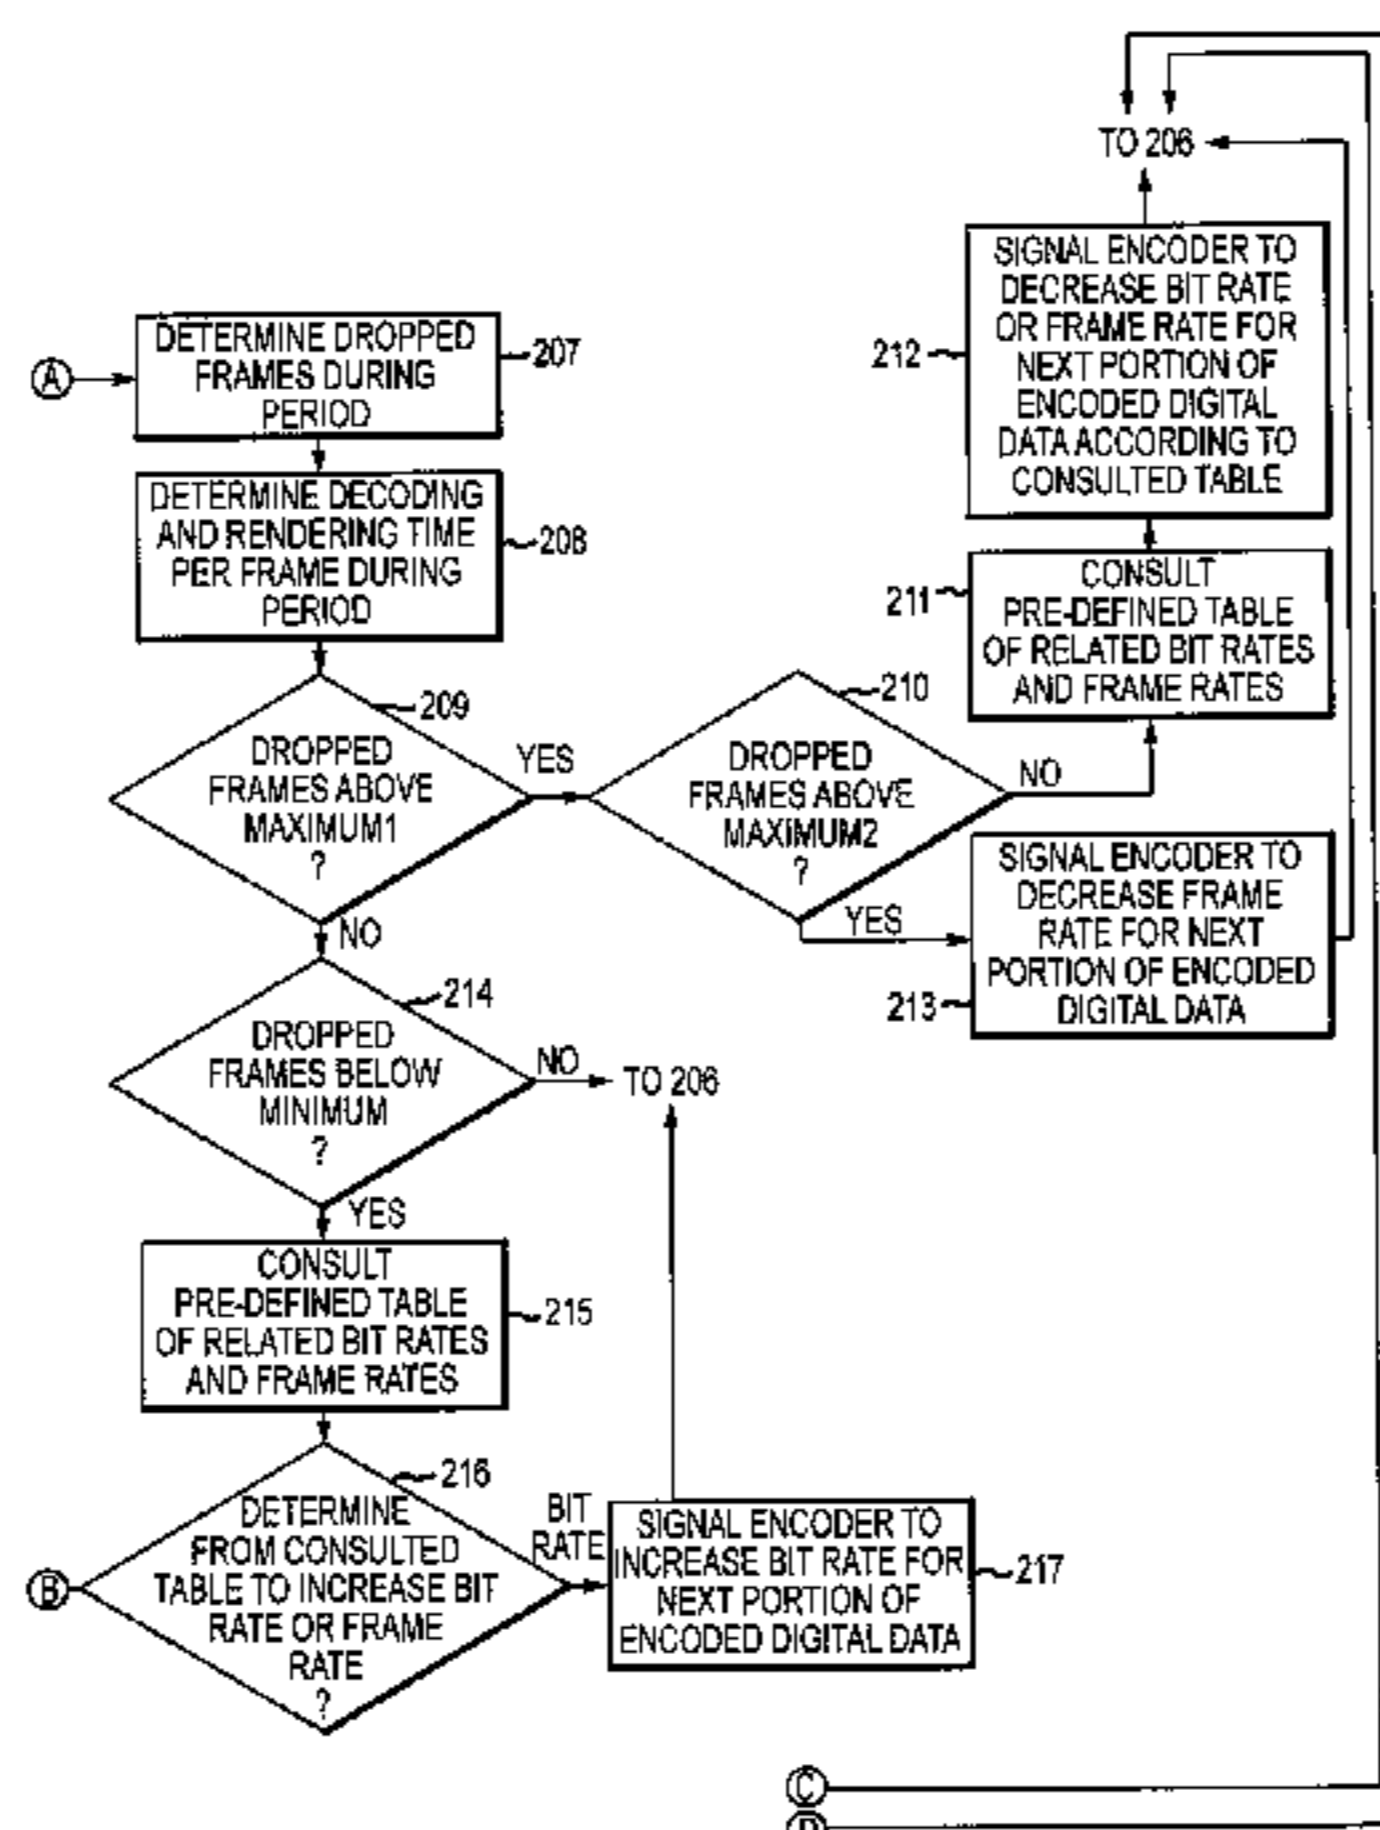 TO 206
SIGNAL ENCODER TO
DECREASE BIT RATE
OR FRAME RATE FOR
NEXT PORTION OF
ENCODED DIGITAL
DATA ACCORDING TO
CONSULTED TABLE
212
A
DETERMINE DROPPED
FRAMES DURING
PERIOD
207
DETERMINE DECODING
AND RENDERING TIME
PER FRAME DURING
PERIOD
208
211
CONSULT
PRE-DEFINED TABLE
OF RELATED BIT RATES
AND FRAME RATES
209
DROPPED
FRAMES ABOVE
MAXIMUM1
?
YES
NO
210
DROPPED
FRAMES ABOVE
MAXIMUM2
?
NO
YES
SIGNAL ENCODER TO
DECREASE FRAME
RATE FOR NEXT
PORTION OF ENCODED
DIGITAL DATA
213
214
DROPPED
FRAMES BELOW
MINIMUM
?
NO
TO 206
YES
CONSULT
PRE-DEFINED TABLE
OF RELATED BIT RATES
AND FRAME RATES
215
216
DETERMINE
FROM CONSULTED
TABLE TO INCREASE BIT
RATE OR FRAME
RATE
?
B
BIT
RATE
SIGNAL ENCODER TO
INCREASE BIT RATE FOR
NEXT PORTION OF
ENCODED DIGITAL DATA
217
C